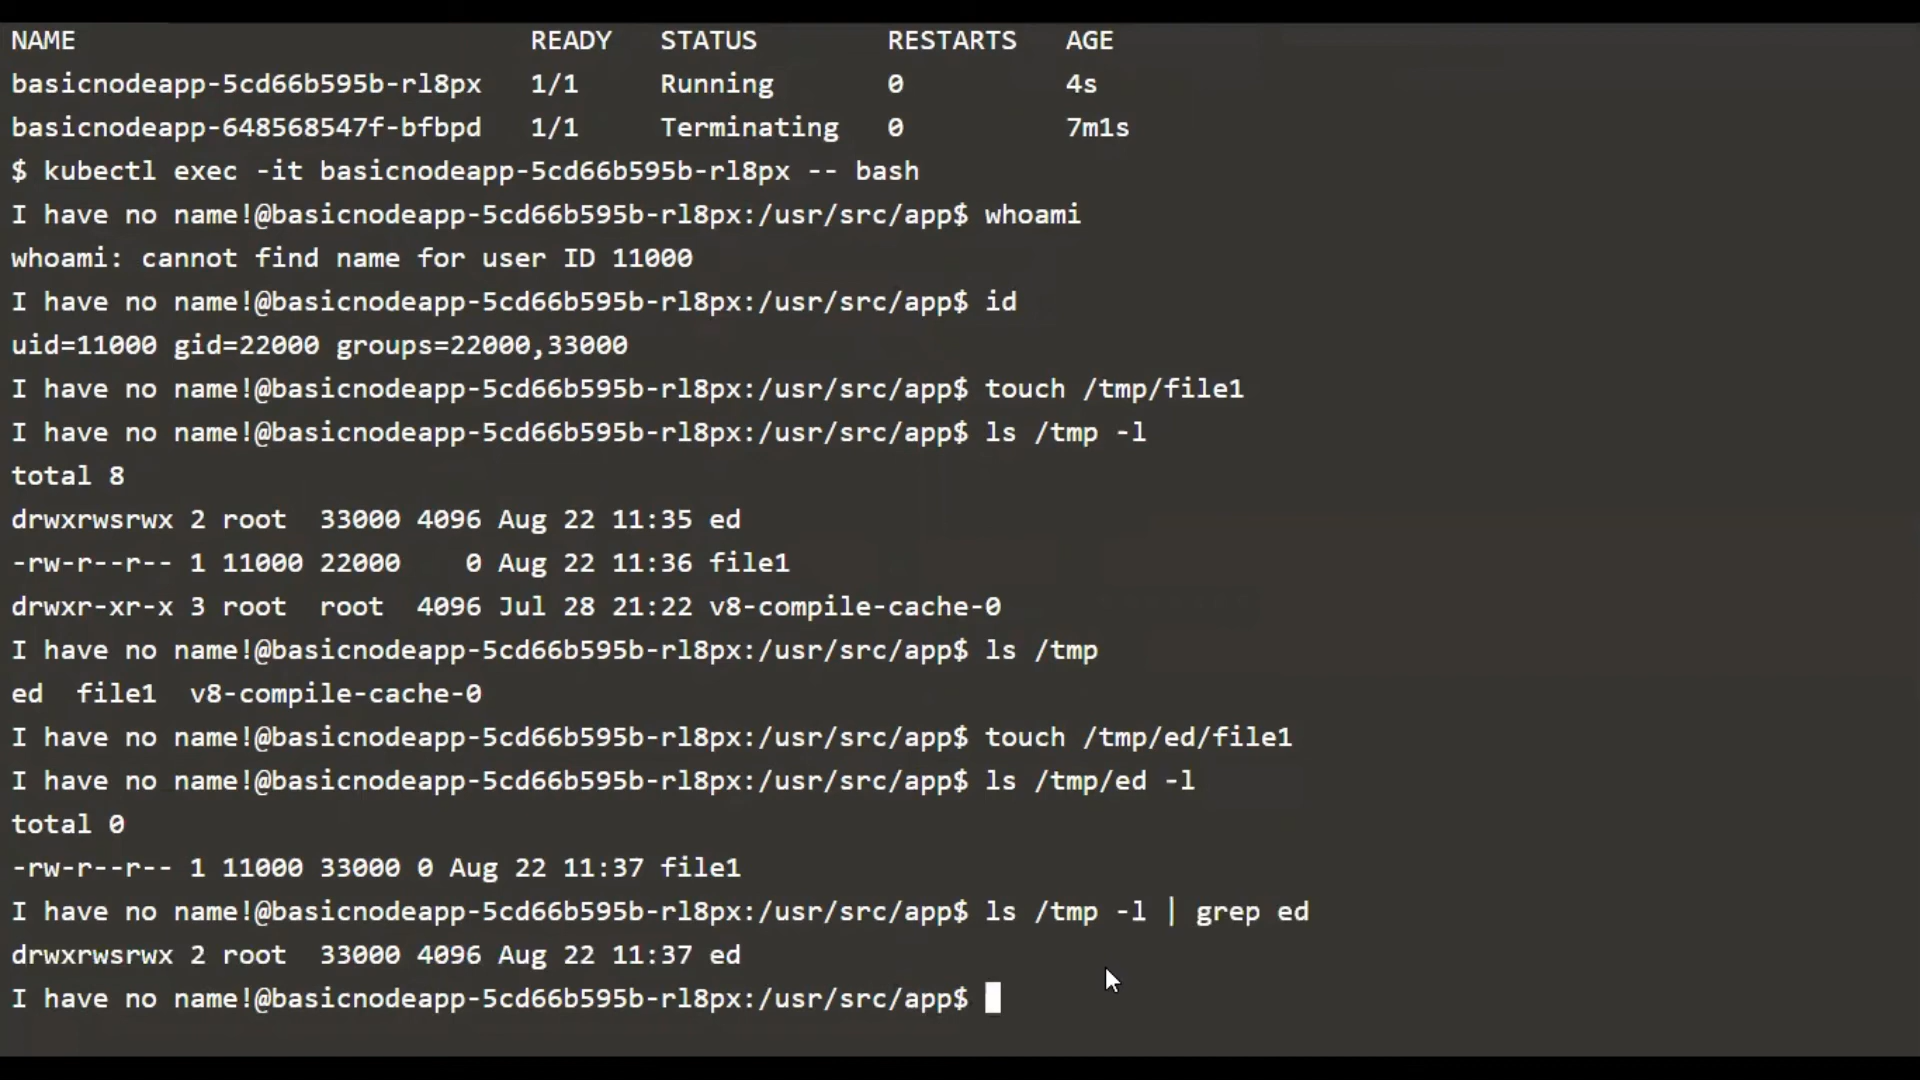 NAME READY STATUS RESTARTS AGE
basicnodeapp-5cd66b595b-rl8px 1/1 Running 0 4s
basicnodeapp-648568547f-bfbpd 1/1 Terminating 0 7m1s
$ kubectl exec -it basicnodeapp-5cd66b595b-rl8px -- bash
I have no name!@basicnodeapp-5cd66b595b-rl8px:/usr/src/app$ whoami
whoami: cannot find name for user ID 11000
I have no name!@basicnodeapp-5cd66b595b-rl8px:/usr/src/app$ id
uid=11000 gid=22000 groups=22000,33000
I have no name!@basicnodeapp-5cd66b595b-rl8px:/usr/src/app$ touch /tmp/file1
I have no name!@basicnodeapp-5cd66b595b-rl8px:/usr/src/app$ ls /tmp -l
total 8
drwxrwsrwx 2 root  33000 4096 Aug 22 11:35 ed
-rw-r--r-- 1 11000 22000    0 Aug 22 11:36 file1
drwxr-xr-x 3 root  root  4096 Jul 28 21:22 v8-compile-cache-0
I have no name!@basicnodeapp-5cd66b595b-rl8px:/usr/src/app$ ls /tmp
ed  file1  v8-compile-cache-0
I have no name!@basicnodeapp-5cd66b595b-rl8px:/usr/src/app$ touch /tmp/ed/file1
I have no name!@basicnodeapp-5cd66b595b-rl8px:/usr/src/app$ ls /tmp/ed -l
total 0
-rw-r--r-- 1 11000 33000 0 Aug 22 11:37 file1
I have no name!@basicnodeapp-5cd66b595b-rl8px:/usr/src/app$ ls /tmp -l | grep ed
drwxrwsrwx 2 root  33000 4096 Aug 22 11:37 ed
I have no name!@basicnodeapp-5cd66b595b-rl8px:/usr/src/app$